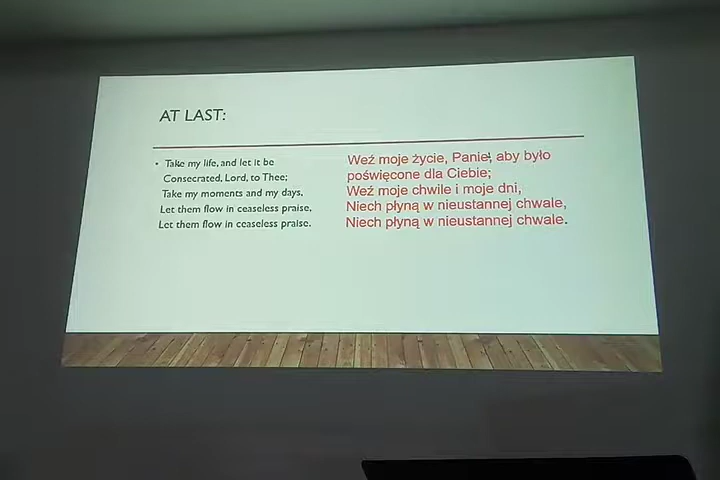 AT LAST:
• Take my life, and let it be
Consecrated, Lord, to Thee;
Take my moments and my days,
Let them flow in ceaseless praise,
Let them flow in ceaseless praise.
Weź moje życie, Panie, aby było
poświęcone dla Ciebie;
Weź moje chwile i moje dni,
Niech płyną w nieustannej chwale,
Niech płyną w nieustannej chwale.